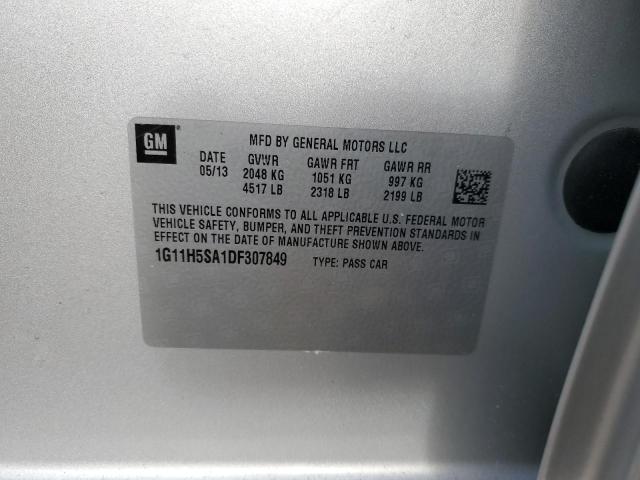 GM
MFD BY GENERAL MOTORS LLC
DATE GVWR GAWR FRT GAWR RR
05/13 2048 KG 1051 KG 997 KG
4517 LB 2318 LB 2199 LB
THIS VEHICLE CONFORMS TO ALL APPLICABLE U.S. FEDERAL MOTOR
VEHICLE SAFETY, BUMPER, AND THEFT PREVENTION STANDARDS IN
EFFECT ON THE DATE OF MANUFACTURE SHOWN ABOVE.
1G11H5SA1DF307849 TYPE: PASS CAR